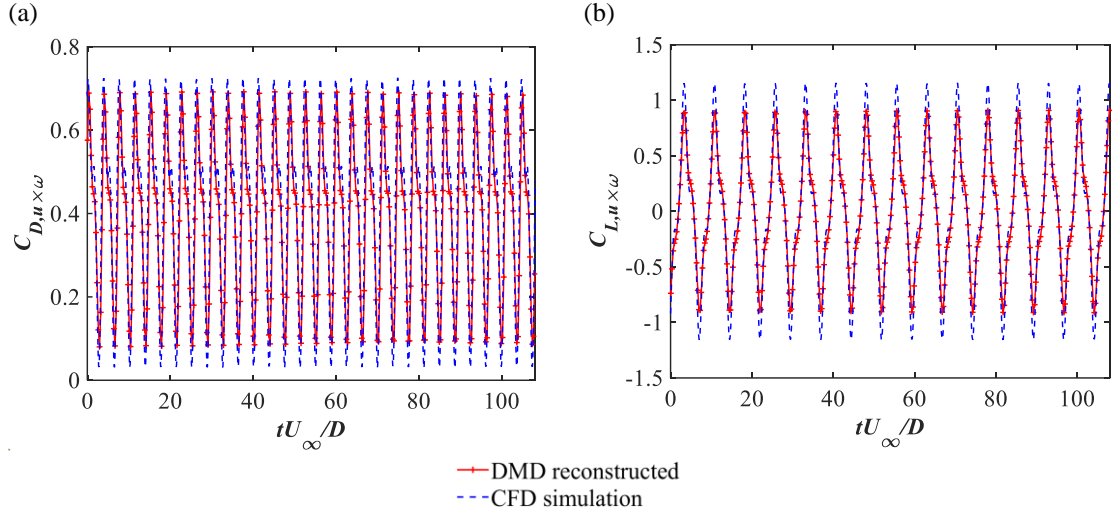 (a)
0.8
0.6
0.4
0.2
0
0 20 40 60 80 100
C_{D,u×ω}
tU_∞/D
(b)
1.5
1
0.5
0
-0.5
-1
-1.5
0 20 40 60 80 100
C_{L,u×ω}
tU_∞/D
DMD reconstructed
CFD simulation